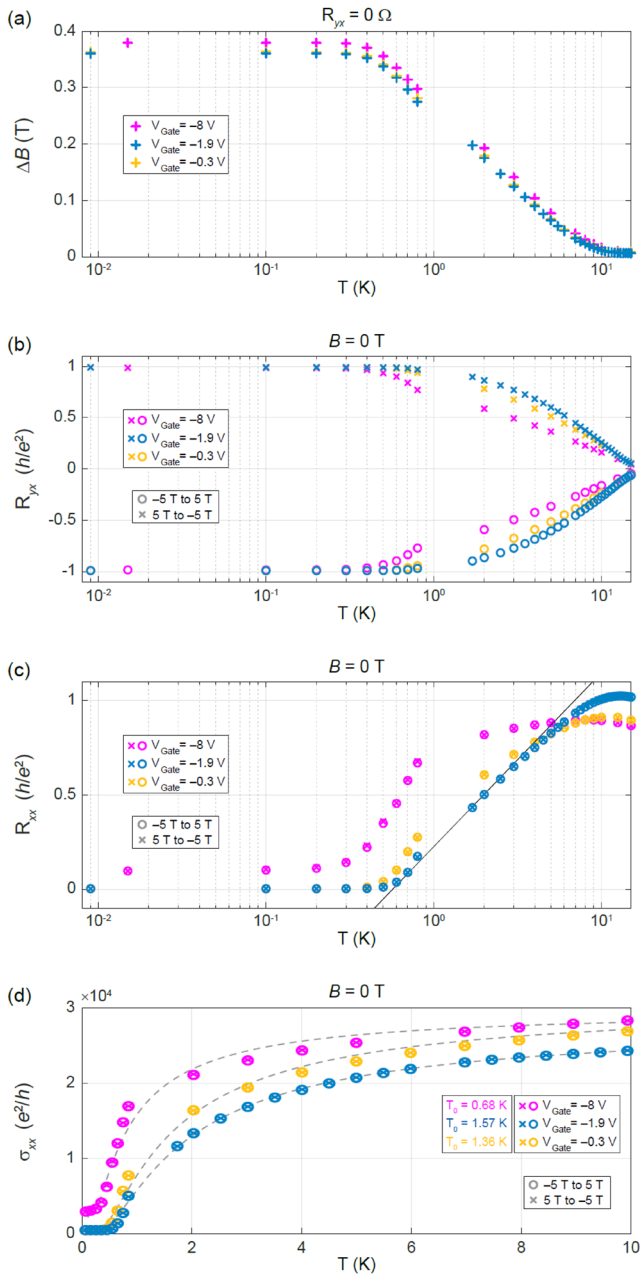 (a)
R_yx = 0 Ω
0.4
0.3
0.2
0.1
0
ΔB (T)
V_Gate = –8 V
V_Gate = –1.9 V
V_Gate = –0.3 V
10^-2
10^-1
10^0
10^1
T (K)
(b)
B = 0 T
1
0.5
0
-0.5
-1
R_yx (h/e²)
V_Gate = –8 V
V_Gate = –1.9 V
V_Gate = –0.3 V
–5 T to 5 T
5 T to –5 T
10^-2
10^-1
10^0
10^1
T (K)
(c)
B = 0 T
1
0.5
0
R_xx (h/e²)
V_Gate = –8 V
V_Gate = –1.9 V
V_Gate = –0.3 V
–5 T to 5 T
5 T to –5 T
10^-2
10^-1
10^0
10^1
T (K)
(d)
B = 0 T
×10^4
3
2
1
0
σ_xx (e²/h)
T_0 = 0.68 K
T_0 = 1.57 K
T_0 = 1.36 K
V_Gate = –8 V
V_Gate = –1.9 V
V_Gate = –0.3 V
–5 T to 5 T
5 T to –5 T
0
2
4
6
8
10
T (K)